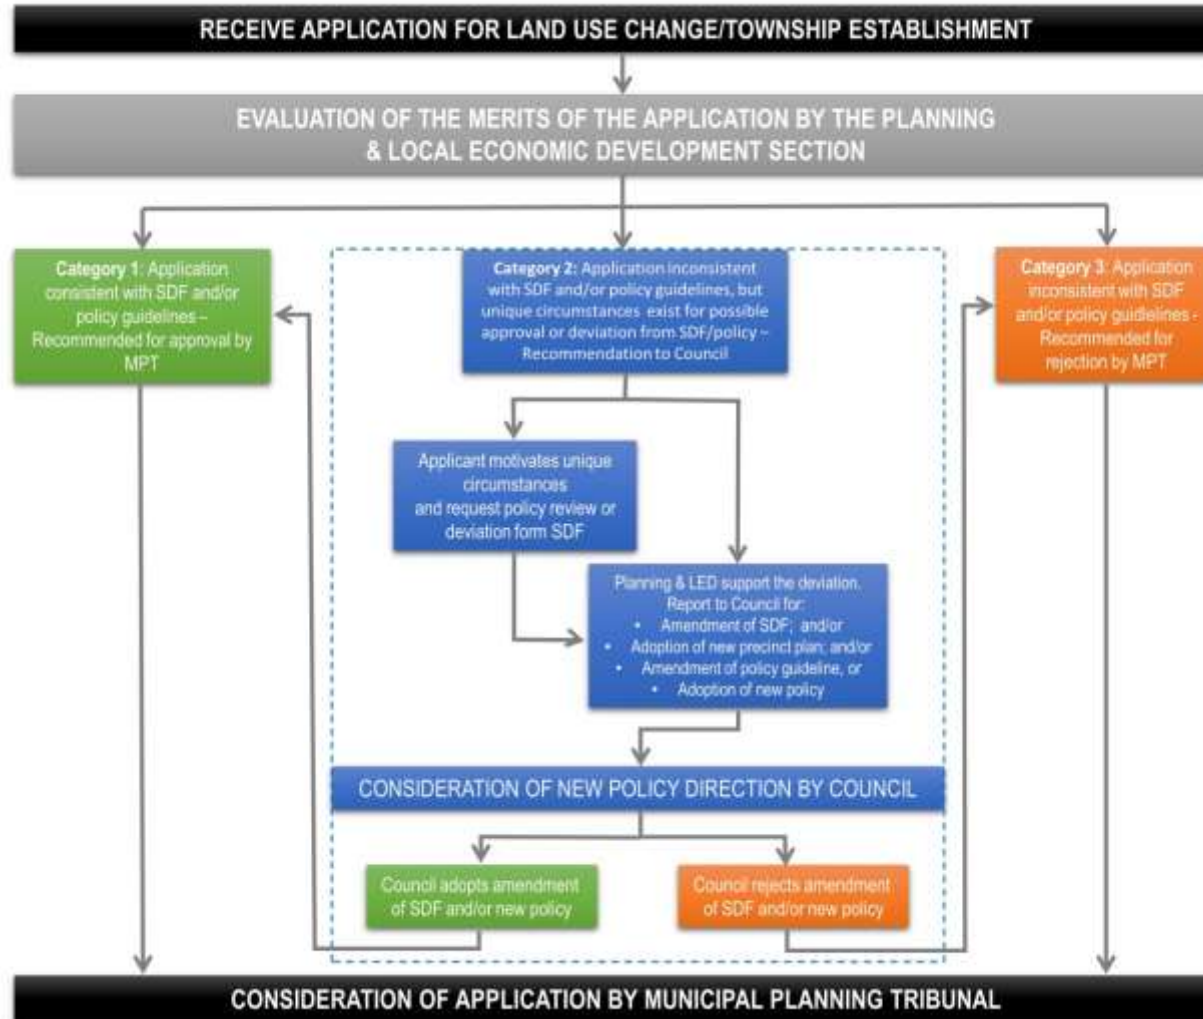 RECEIVE APPLICATION FOR LAND USE CHANGE/TOWNSHIP ESTABLISHMENT
EVALUATION OF THE MERITS OF THE APPLICATION BY THE PLANNING
& LOCAL ECONOMIC DEVELOPMENT SECTION
Category 1: Application
consistent with SDF and/or
policy guidelines –
Recommended for approval by
MPT
Category 2: Application inconsistent
with SDF and/or policy guidelines, but
unique circumstances exist for possible
approval or deviation from SDF/policy –
Recommendation to Council
Category 3: Application
inconsistent with SDF
and/or policy guidlelines -
Recommended for
rejection by MPT
Applicant motivates unique
circumstances
and request policy review or
deviation form SDF
Planning & LED support the deviation.
Report to Council for:
• Amendment of SDF; and/or
• Adoption of new precinct plan; and/or
• Amendment of policy guideline, or
• Adoption of new policy
CONSIDERATION OF NEW POLICY DIRECTION BY COUNCIL
Council adopts amendment
of SDF and/or new policy
Council rejects amendment
of SDF and/or new policy
CONSIDERATION OF APPLICATION BY MUNICIPAL PLANNING TRIBUNAL